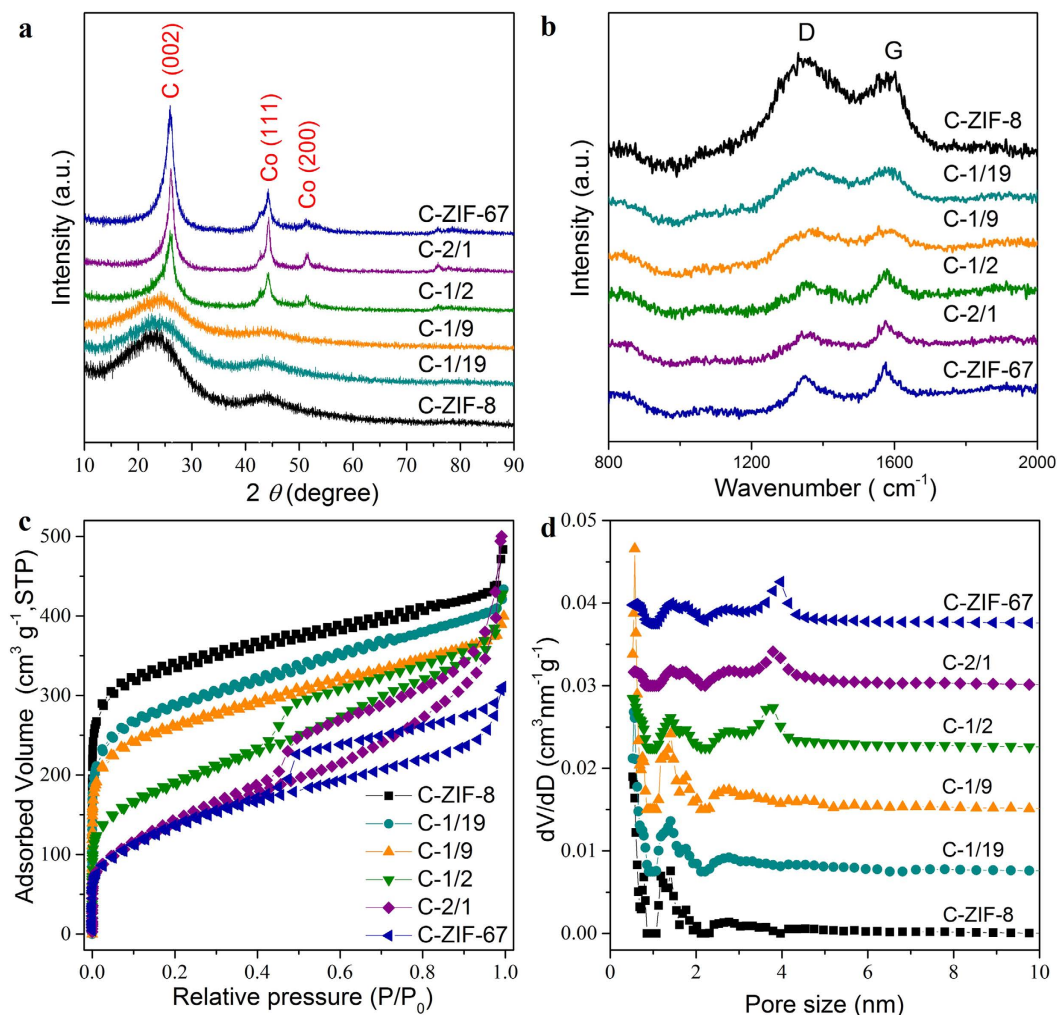 a
C (002)
Co (111)
Co (200)
C-ZIF-67
C-2/1
C-1/2
C-1/9
C-1/19
C-ZIF-8
Intensity (a.u.)
10 20 30 40 50 60 70 80 90
2 θ (degree)
b
D
G
C-ZIF-8
C-1/19
C-1/9
C-1/2
C-2/1
C-ZIF-67
Intensity (a.u.)
800 1200 1600 2000
Wavenumber ( cm⁻¹)
c
500
400
300
200
100
0
Adsorbed Volume (cm³ g⁻¹,STP)
C-ZIF-8
C-1/19
C-1/9
C-1/2
C-2/1
C-ZIF-67
0.0 0.2 0.4 0.6 0.8 1.0
Relative pressure (P/P₀)
d
0.05
0.04
0.03
0.02
0.01
0.00
dV/dD (cm³nm⁻¹g⁻¹)
C-ZIF-67
C-2/1
C-1/2
C-1/9
C-1/19
C-ZIF-8
0 2 4 6 8 10
Pore size (nm)